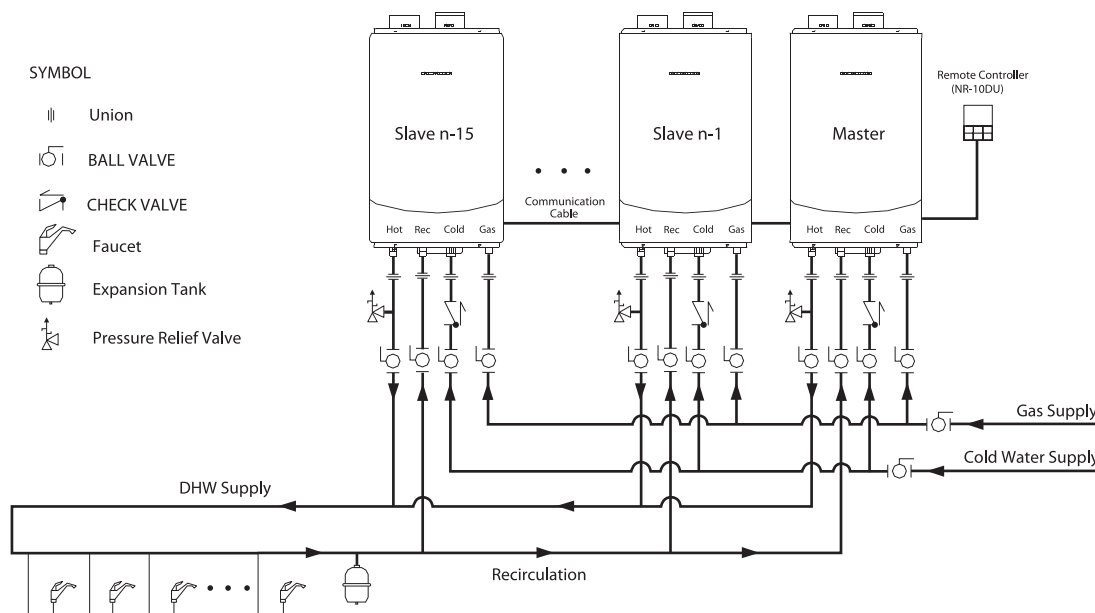 SYMBOL
Union
BALL VALVE
CHECK VALVE
Faucet
Expansion Tank
Pressure Relief Valve
Slave n-15
Slave n-1
Master
Remote Controller
(NR-10DU)
Communication
Cable
Hot Rec Cold Gas
Hot Rec Cold Gas
Hot Rec Cold Gas
Gas Supply
Cold Water Supply
DHW Supply
Recirculation